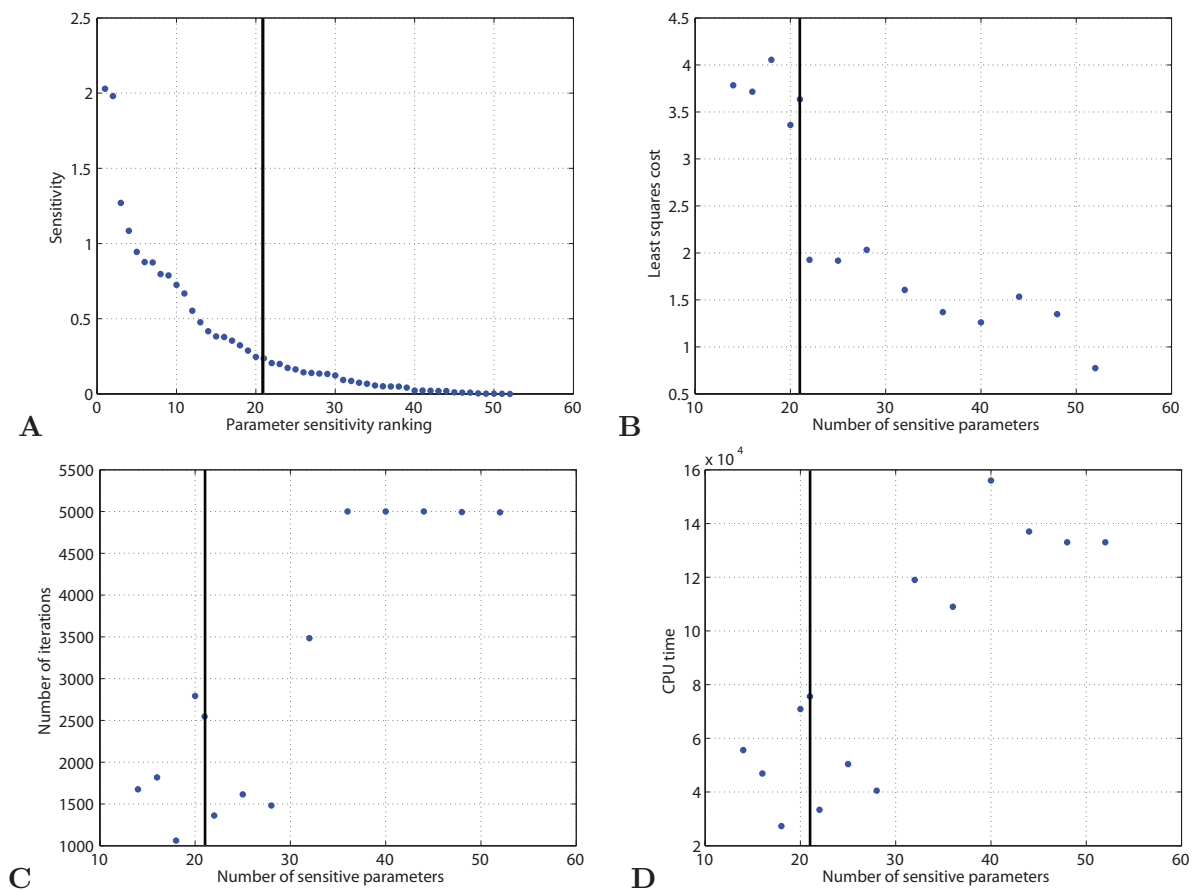 2.5
2
1.5
1
0.5
0
0 10 20 30 40 50 60
Sensitivity
Parameter sensitivity ranking
A
4.5
4
3.5
3
2.5
2
1.5
1
0.5
10 20 30 40 50 60
Least squares cost
Number of sensitive parameters
B
5500
5000
4500
4000
3500
3000
2500
2000
1500
1000
10 20 30 40 50 60
Number of iterations
Number of sensitive parameters
C
x 10 4
16
14
12
10
8
6
4
2
10 20 30 40 50 60
CPU time
Number of sensitive parameters
D